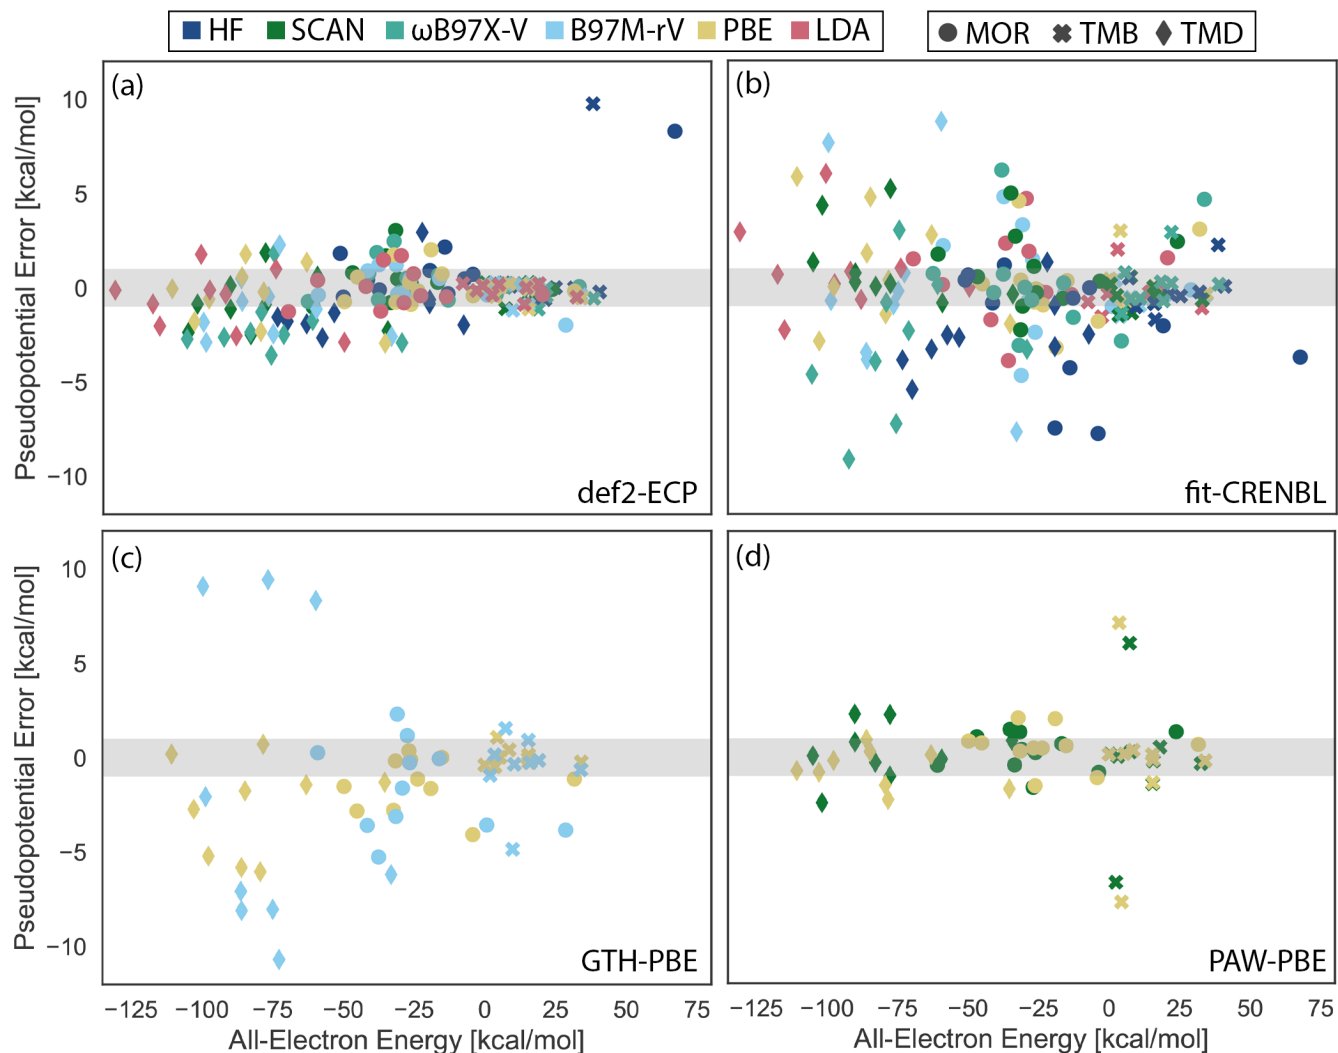 HF SCAN ωB97X-V B97M-rV PBE LDA MOR TMB TMD
(a)
(b)
10
5
0
−5
−10
Pseudopotential Error [kcal/mol]
def2-ECP
fit-CRENBL
(c)
(d)
10
5
0
−5
−10
Pseudopotential Error [kcal/mol]
GTH-PBE
PAW-PBE
−125 −100 −75 −50 −25 0 25 50 75
−125 −100 −75 −50 −25 0 25 50 75
All-Electron Energy [kcal/mol]
All-Electron Energy [kcal/mol]